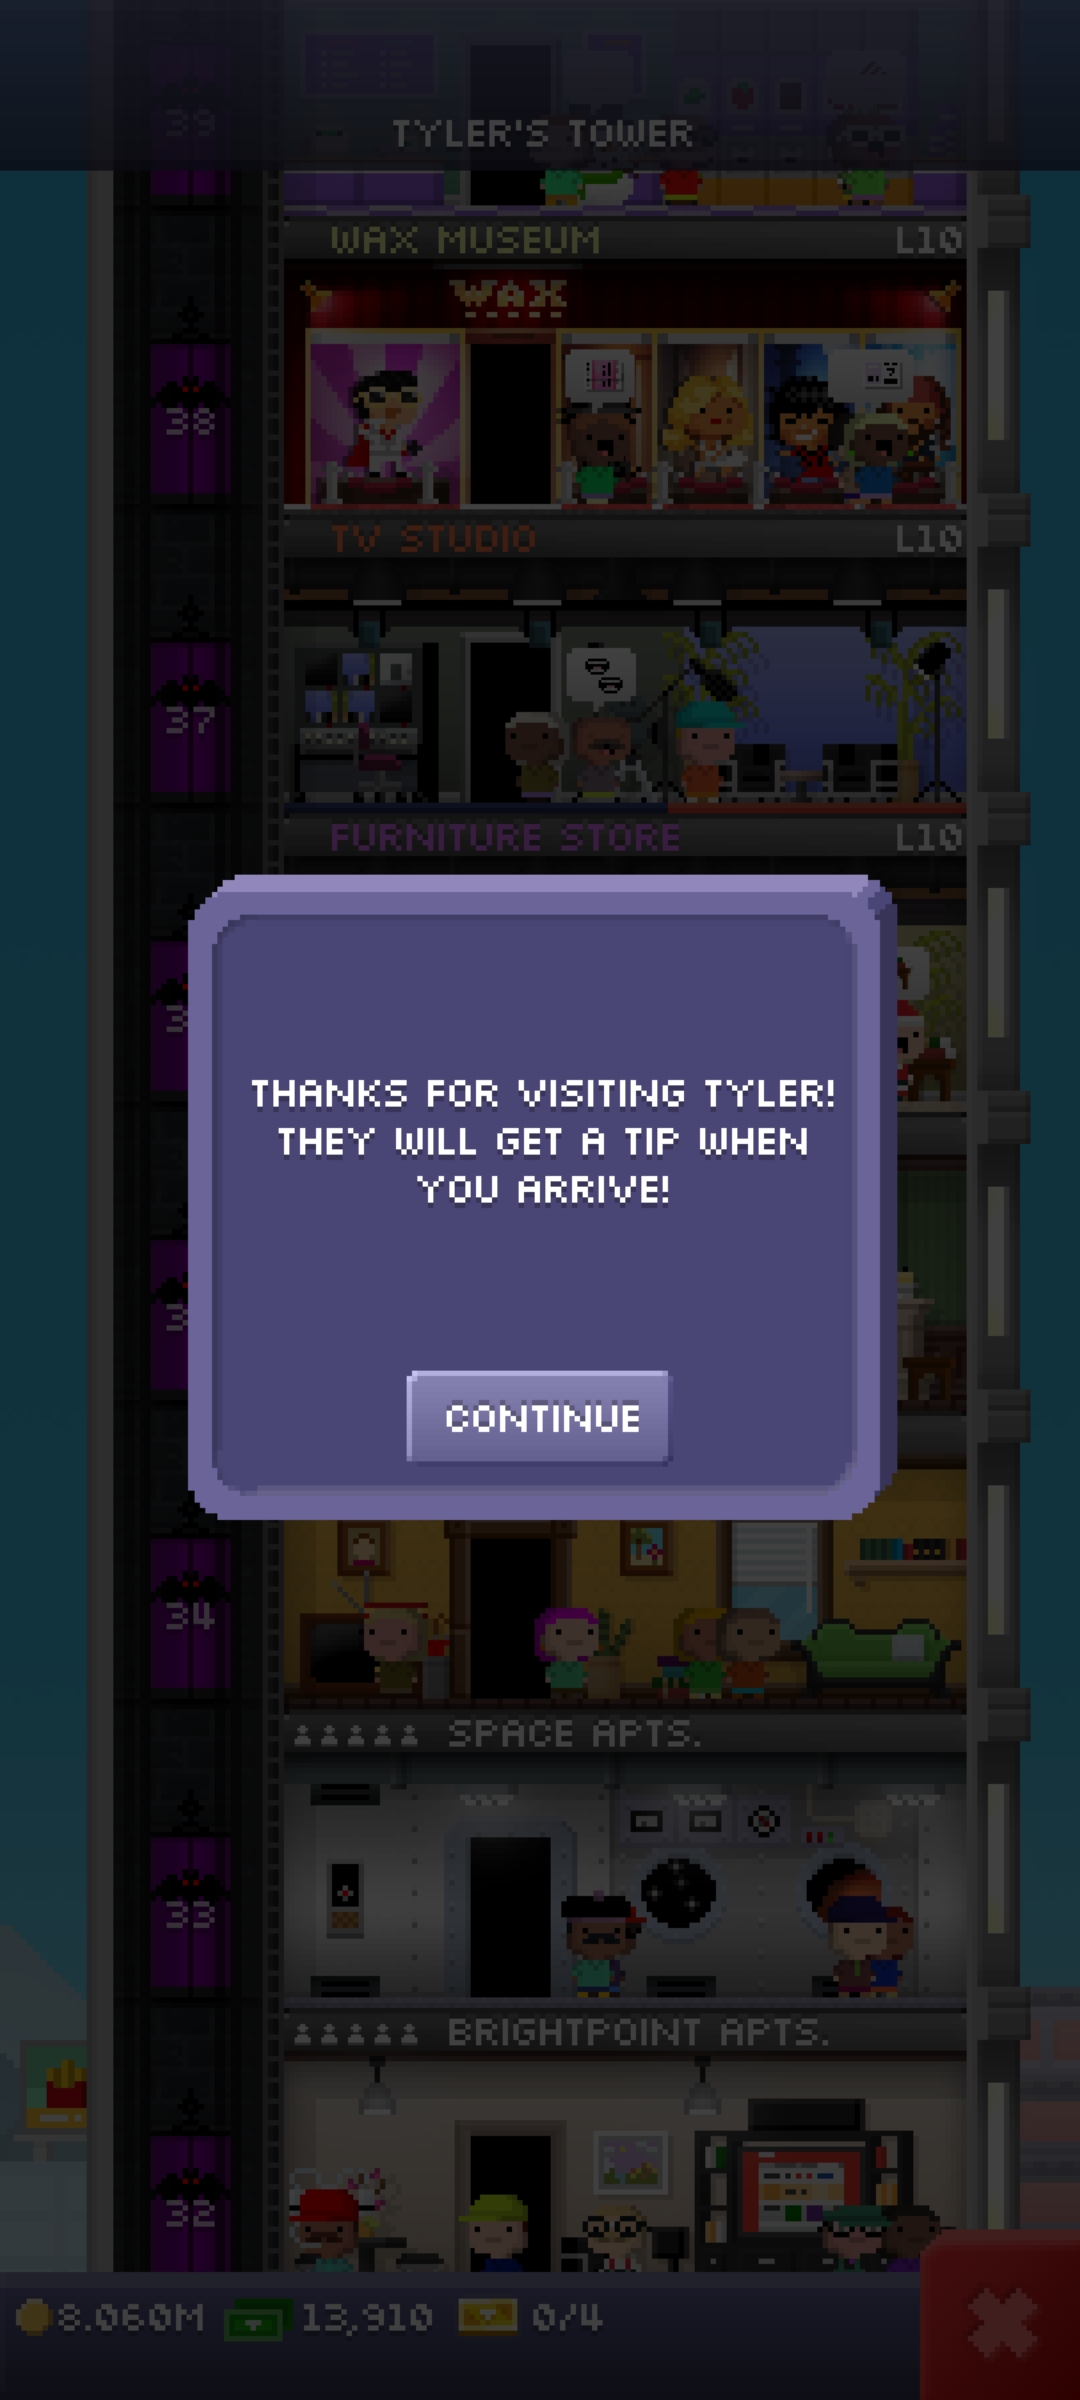 39
TYLER'S TOWER
WAX MUSEUM L10
WAX
38
TV STUDIO L10
37
FURNITURE STORE L10
3
THANKS FOR VISITING TYLER!
THEY WILL GET A TIP WHEN
YOU ARRIVE!
3
CONTINUE
34
SPACE APTS.
33
BRIGHTPOINT APTS.
32
8.060M 13,910 0/4